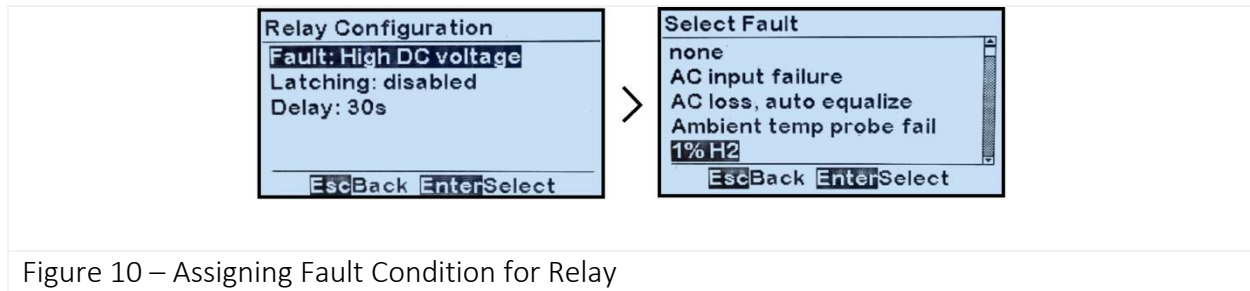 Relay Configuration
Fault: High DC voltage
Latching: disabled
Delay: 30s
EscBack EnterSelect
>
Select Fault
none
AC input failure
AC loss, auto equalize
Ambient temp probe fail
1% H2
EscBack EnterSelect
Figure 10 – Assigning Fault Condition for Relay